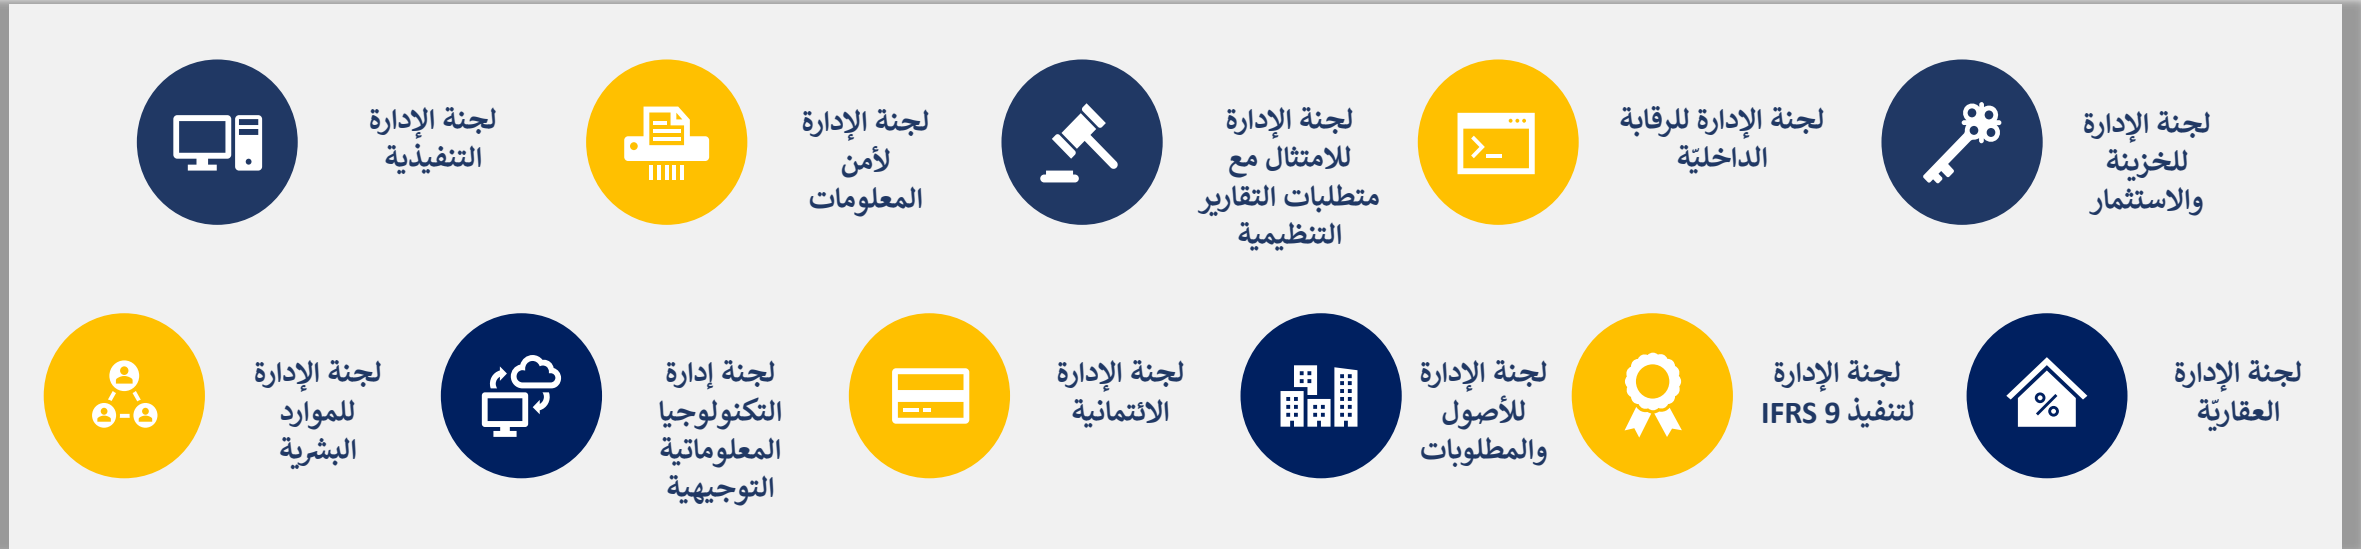 لجنة الإدارة
للخزينة
والاستثمار
لجنة الإدارة للرقابة
الداخليّة
لجنة الإدارة
للامتثال مع
متطلبات التقارير
التنظيمية
لجنة الإدارة
لأمن
المعلومات
لجنة الإدارة
التنفيذية
لجنة الإدارة
العقاريّة
لجنة الإدارة
لتنفيذ IFRS 9
لجنة الإدارة
للأصول
والمطلوبات
لجنة الإدارة
الائتمانية
لجنة إدارة
التكنولوجيا
المعلوماتية
التوجيهية
لجنة الإدارة
للموارد
البشرية